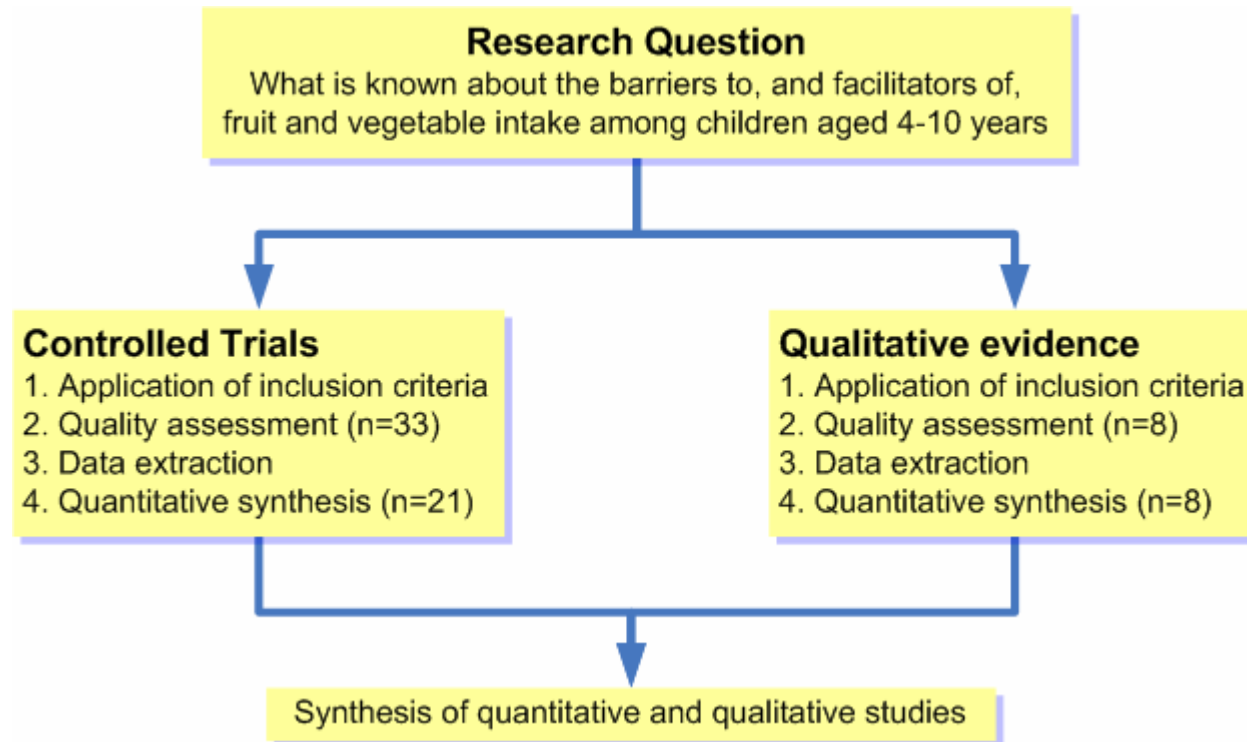 Research Question
What is known about the barriers to, and facilitators of,
fruit and vegetable intake among children aged 4-10 years
Controlled Trials
1. Application of inclusion criteria
2. Quality assessment (n=33)
3. Data extraction
4. Quantitative synthesis (n=21)
Qualitative evidence
1. Application of inclusion criteria
2. Quality assessment (n=8)
3. Data extraction
4. Quantitative synthesis (n=8)
Synthesis of quantitative and qualitative studies